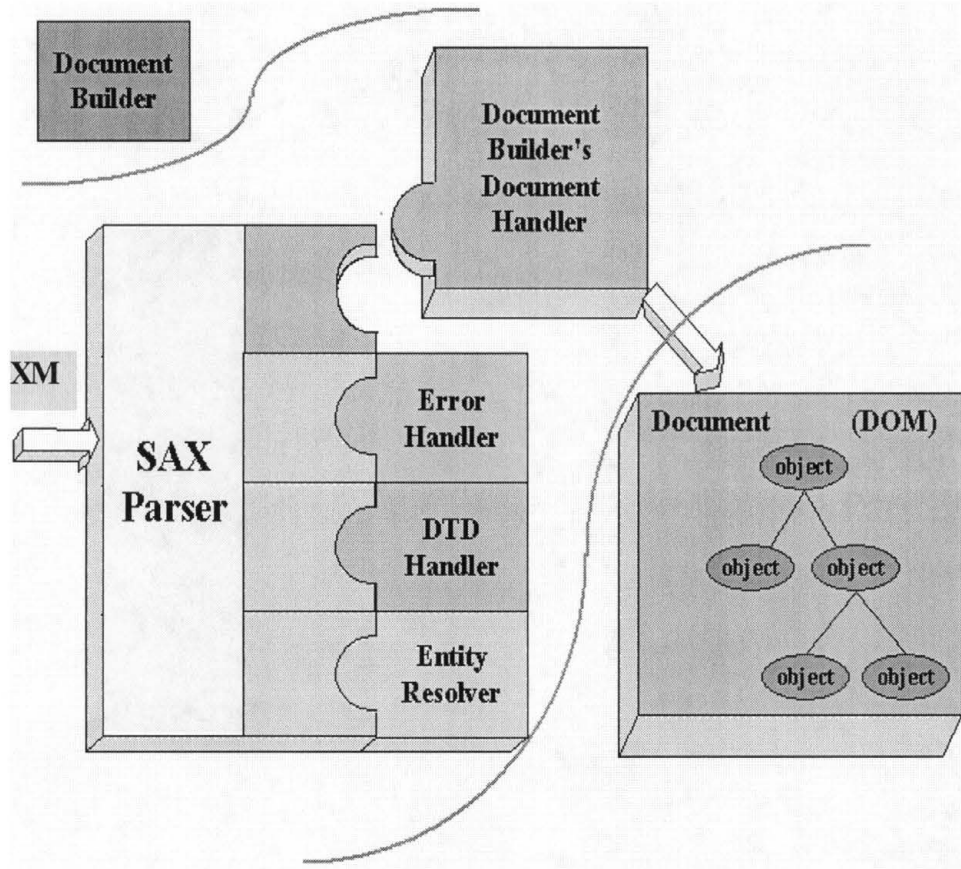 Document
Builder
Document
Builder's
Document
Handler
XM
SAX
Parser
Error
Handler
DTD
Handler
Entity
Resolver
Document (DOM)
object
object object
object object